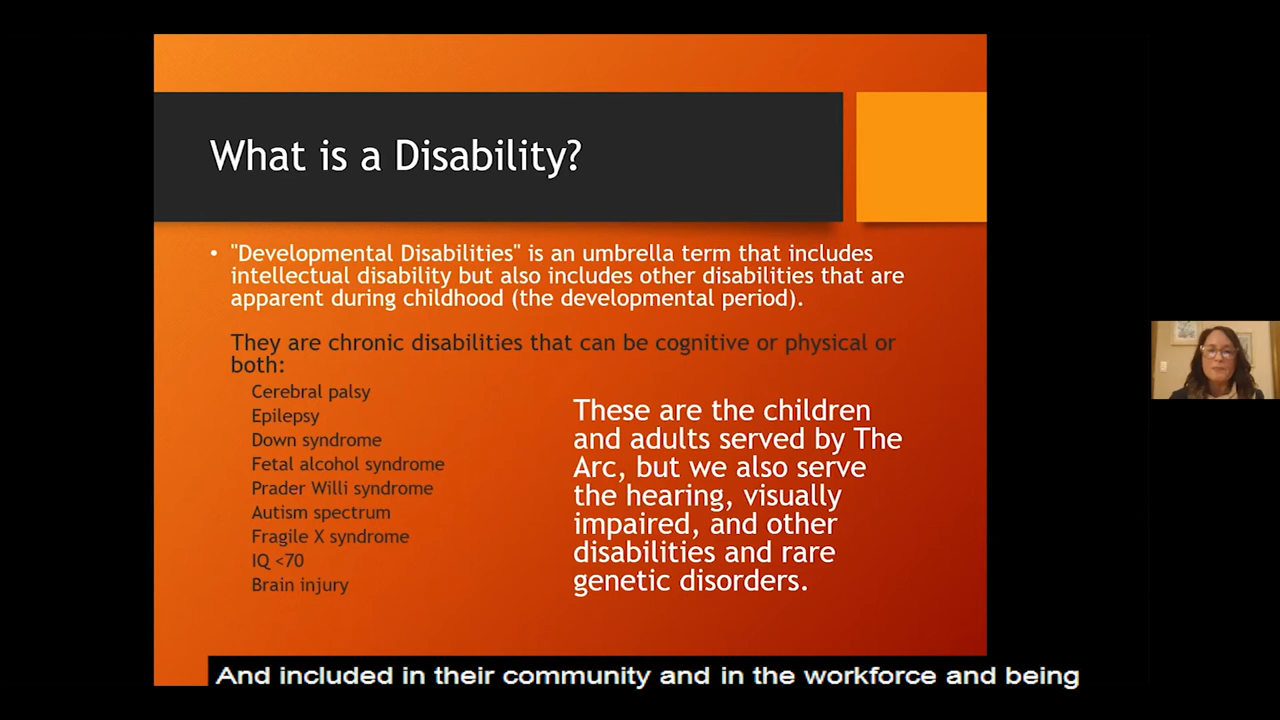 What is a Disability?
• "Developmental Disabilities" is an umbrella term that includes
intellectual disability but also includes other disabilities that are
apparent during childhood (the developmental period).
They are chronic disabilities that can be cognitive or physical or
both:
Cerebral palsy
Epilepsy
Down syndrome
Fetal alcohol syndrome
Prader Willi syndrome
Autism spectrum
Fragile X syndrome
IQ <70
Brain injury
These are the children
and adults served by The
Arc, but we also serve
the hearing, visually
impaired, and other
disabilities and rare
genetic disorders.
And included in their community and in the workforce and being